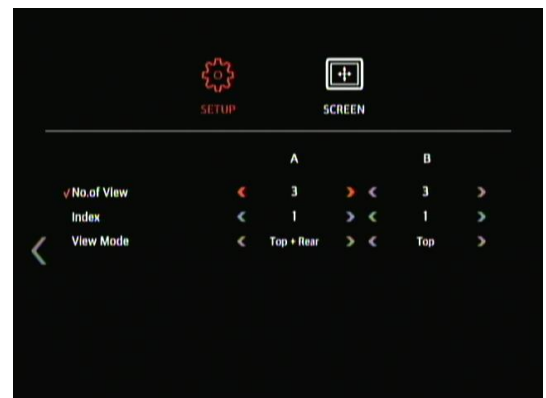 SETUP SCREEN
A B
No.of View 3 3
Index 1 1
View Mode Top + Rear Top